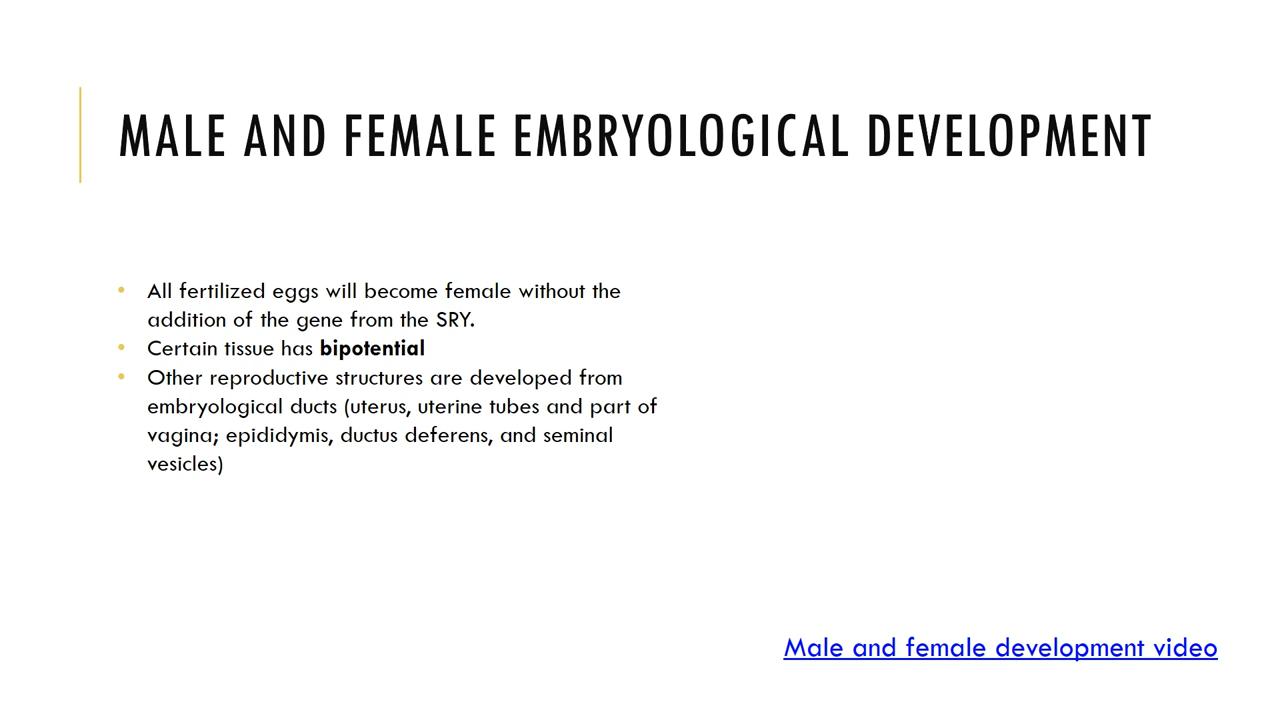 MALE AND FEMALE EMBRYOLOGICAL DEVELOPMENT
• All fertilized eggs will become female without the
addition of the gene from the SRY.
• Certain tissue has bipotential
• Other reproductive structures are developed from
embryological ducts (uterus, uterine tubes and part of
vagina; epididymis, ductus deferens, and seminal
vesicles)
Male and female development video